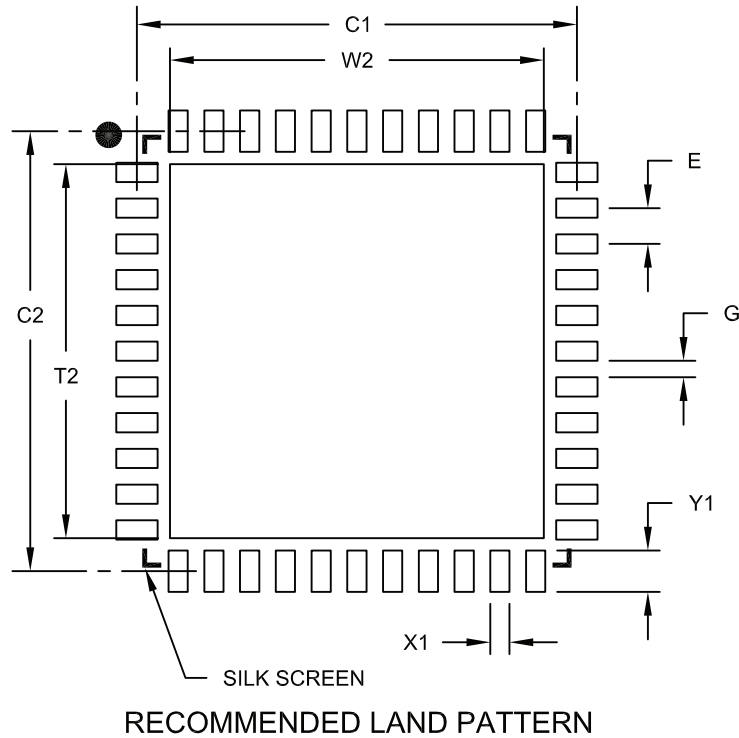 C1
W2
E
G
C2
T2
Y1
X1
SILK SCREEN
RECOMMENDED LAND PATTERN